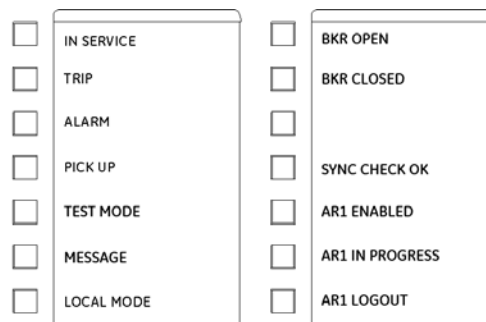 IN SERVICE
TRIP
ALARM
PICK UP
TEST MODE
MESSAGE
LOCAL MODE
BKR OPEN
BKR CLOSED
SYNC CHECK OK
AR1 ENABLED
AR1 IN PROGRESS
AR1 LOGOUT